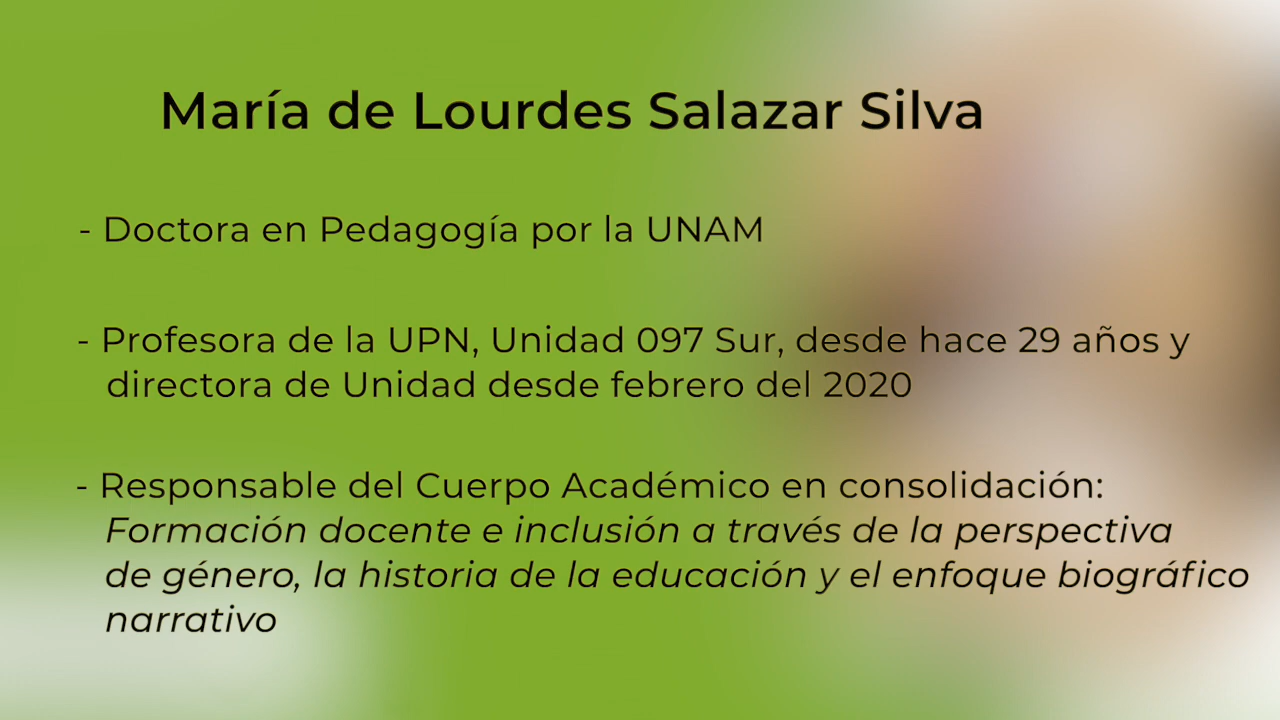 María de Lourdes Salazar Silva
- Doctora en Pedagogía por la UNAM
- Profesora de la UPN, Unidad 097 Sur, desde hace 29 años y
directora de Unidad desde febrero del 2020
- Responsable del Cuerpo Académico en consolidación:
Formación docente e inclusión a través de la perspectiva
de género, la historia de la educación y el enfoque biográfico
narrativo